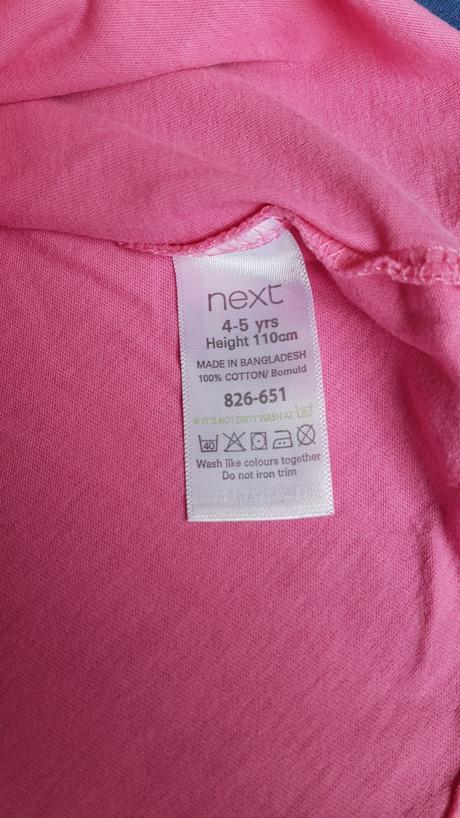 next
4-5 yrs
Height 110cm
MADE IN BANGLADESH
100% COTTON/ Bomuld
826-651
IF IT'S NOT DIRTY WASH AT
40
Wash like colours together
Do not iron trim